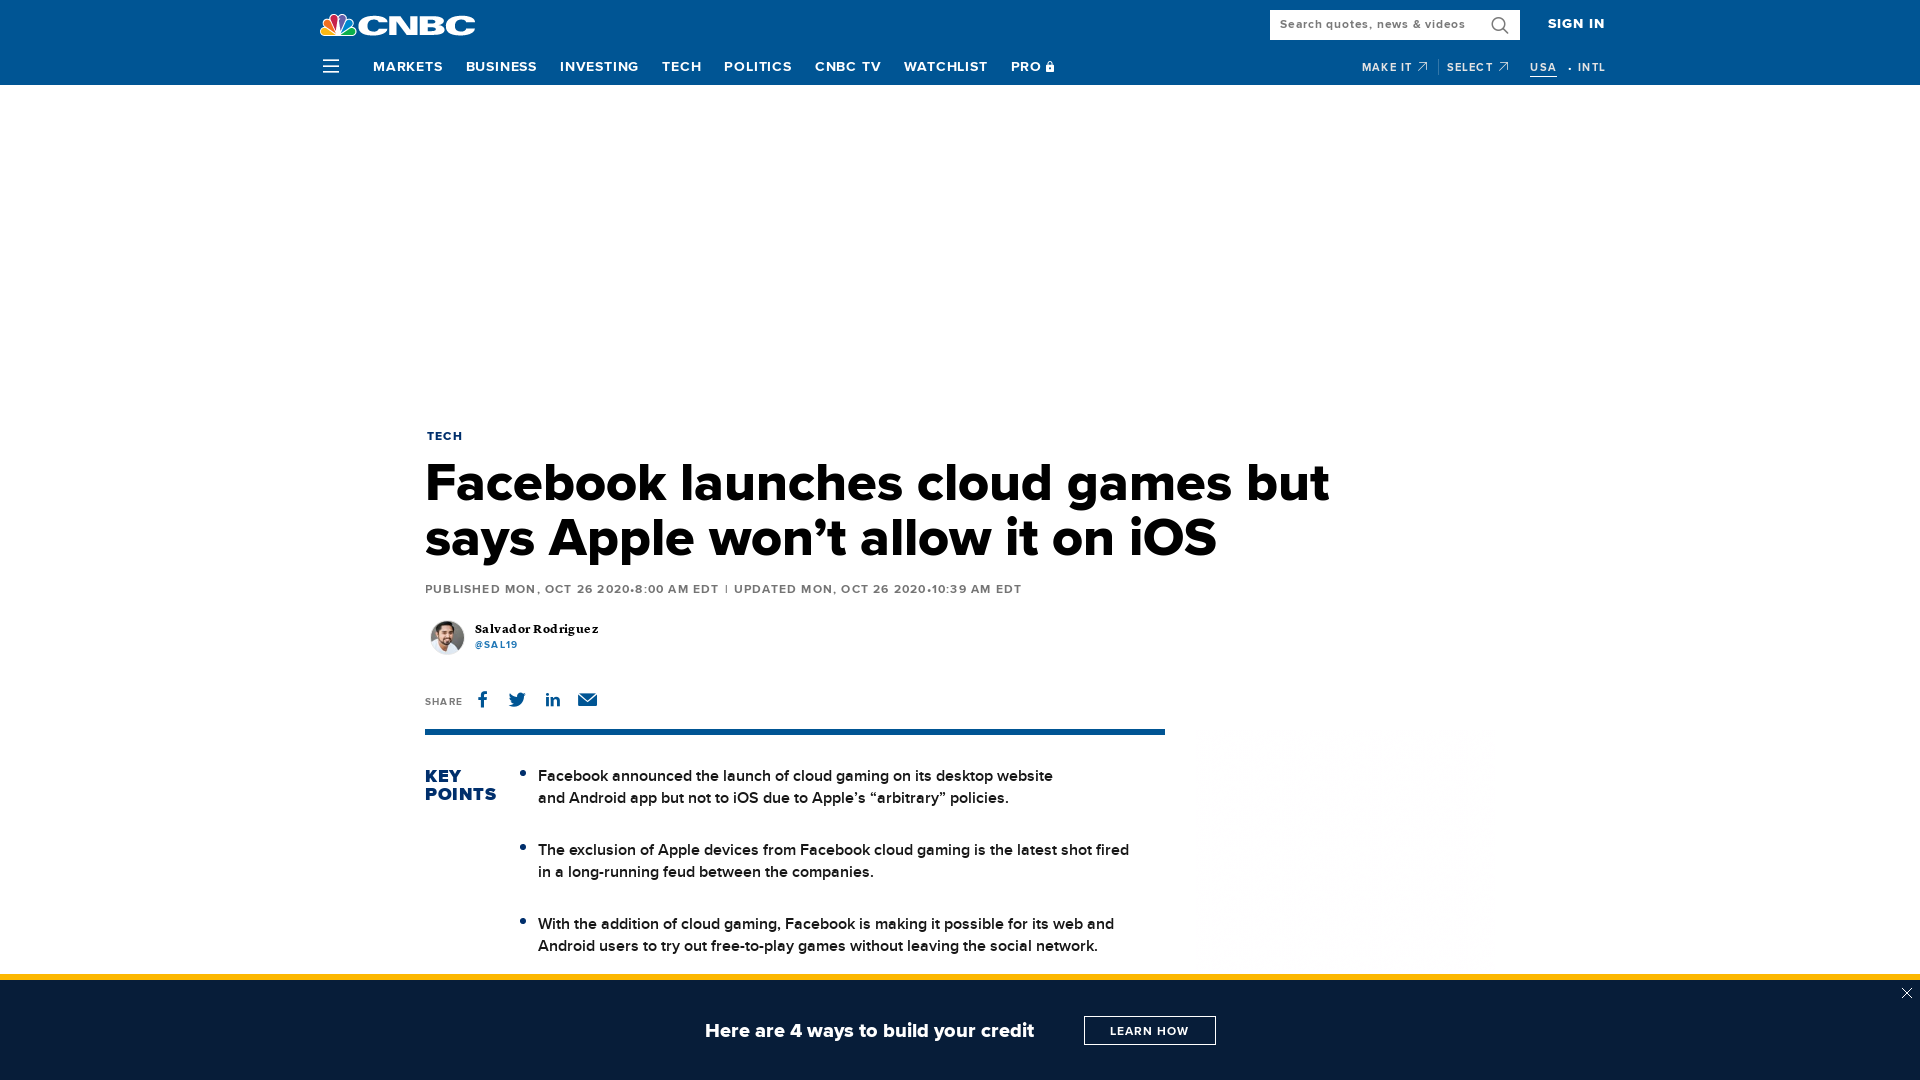 CNBC
Search quotes, news & videos
SIGN IN
MARKETS BUSINESS INVESTING TECH POLITICS CNBC TV WATCHLIST PRO
MAKE IT SELECT USA • INTL
TECH
Facebook launches cloud games but
says Apple won’t allow it on iOS
PUBLISHED MON, OCT 26 2020•8:00 AM EDT | UPDATED MON, OCT 26 2020•10:39 AM EDT
Salvador Rodriguez
@SAL19
SHARE
KEY
POINTS
• Facebook announced the launch of cloud gaming on its desktop website
and Android app but not to iOS due to Apple’s “arbitrary” policies.
• The exclusion of Apple devices from Facebook cloud gaming is the latest shot fired
in a long-running feud between the companies.
• With the addition of cloud gaming, Facebook is making it possible for its web and
Android users to try out free-to-play games without leaving the social network.
Here are 4 ways to build your credit
LEARN HOW